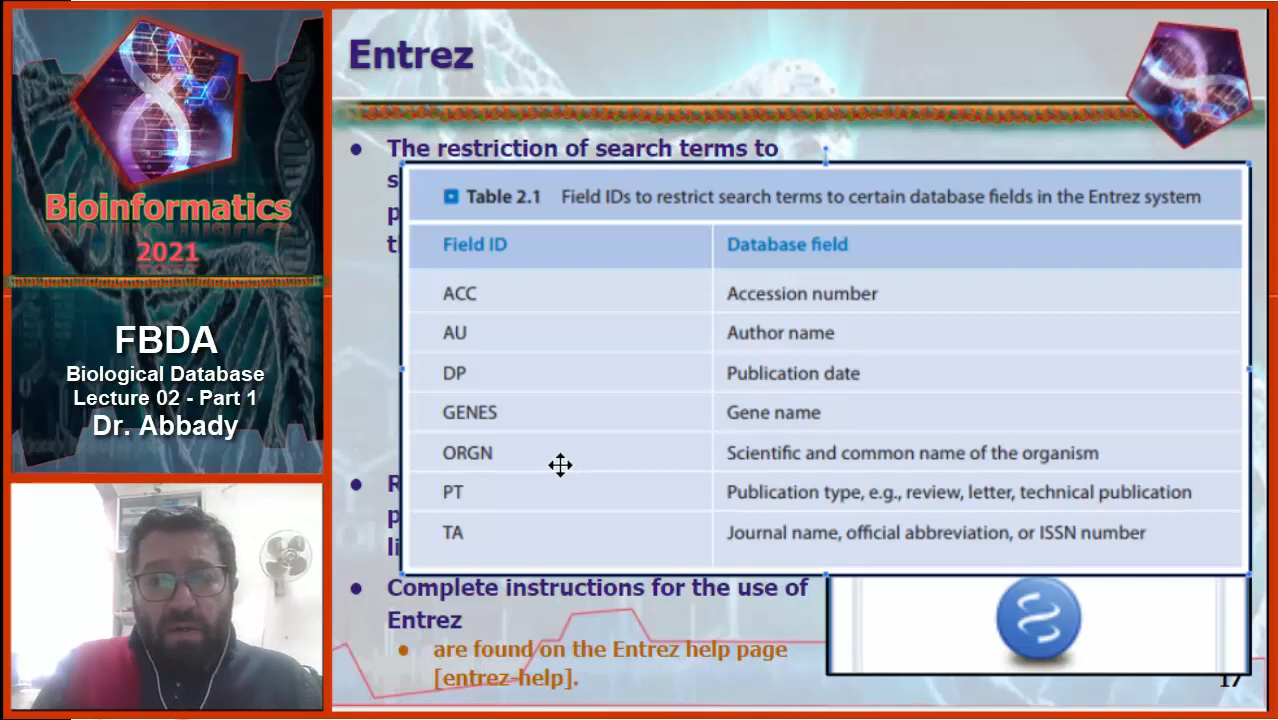 Bioinformatics
2021
FBDA
Biological Database
Lecture 02 - Part 1
Dr. Abbady
Entrez
The restriction of search terms to
Table 2.1 Field IDs to restrict search terms to certain database fields in the Entrez system
Field ID Database field
ACC Accession number
AU Author name
DP Publication date
GENES Gene name
ORGN Scientific and common name of the organism
PT Publication type, e.g., review, letter, technical publication
TA Journal name, official abbreviation, or ISSN number
Complete instructions for the use of
Entrez
are found on the Entrez help page
[entrez-help].
17